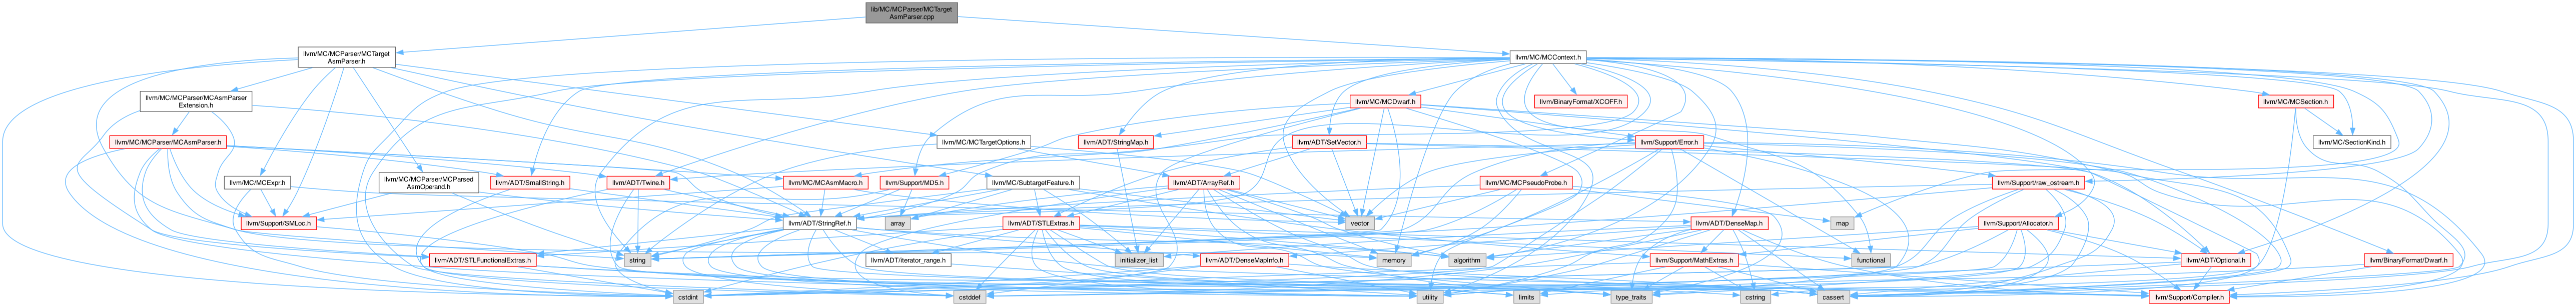 lib/MC/MCParser/MCTarget
AsmParser.cpp
llvm/MC/MCParser/MCTarget
AsmParser.h
llvm/MC/MCContext.h
llvm/MC/MCParser/MCAsmParser
Extension.h
llvm/MC/MCDwarf.h
llvm/BinaryFormat/XCOFF.h
llvm/MC/MCSection.h
llvm/MC/MCParser/MCAsmParser.h
llvm/MC/MCTargetOptions.h
llvm/ADT/StringMap.h
llvm/ADT/SetVector.h
llvm/Support/Error.h
llvm/MC/SectionKind.h
llvm/MC/MCExpr.h
llvm/MC/MCParser/MCParsed
AsmOperand.h
llvm/ADT/SmallString.h
llvm/ADT/Twine.h
llvm/MC/MCAsmMacro.h
llvm/Support/MD5.h
llvm/MC/SubtargetFeature.h
llvm/ADT/ArrayRef.h
llvm/MC/MCPseudoProbe.h
llvm/Support/raw_ostream.h
llvm/Support/SMLoc.h
llvm/ADT/StringRef.h
array
llvm/ADT/STLExtras.h
vector
llvm/ADT/DenseMap.h
map
llvm/Support/Allocator.h
llvm/ADT/STLFunctionalExtras.h
string
llvm/ADT/iterator_range.h
initializer_list
llvm/ADT/DenseMapInfo.h
memory
algorithm
llvm/Support/MathExtras.h
functional
llvm/ADT/Optional.h
llvm/BinaryFormat/Dwarf.h
cstdint
cstddef
utility
limits
type_traits
cstring
cassert
llvm/Support/Compiler.h